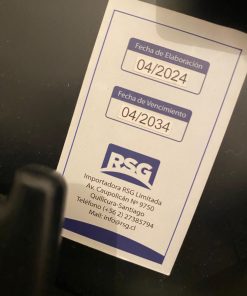 Fecha de Elaboración
04/2024
Fecha de Vencimiento
04/2034
RSG
Importadora RSG Limitada
Av. Caupolicán Nº 9750
Quilicura-Santiago
Teléfono (+56 2) 27385794
Mail: info@rsg.cl